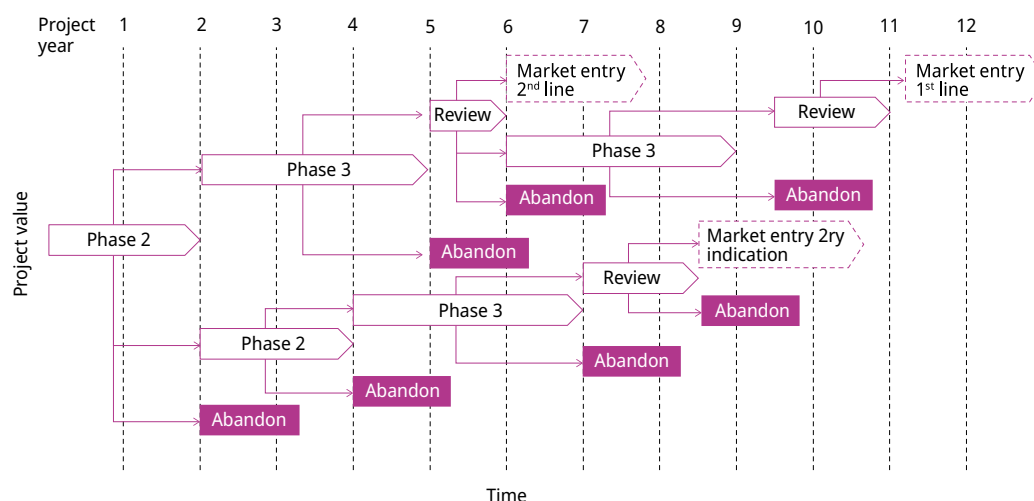 Project
year
1 2 3 4 5 6 7 8 9 10 11 12
Market entry
2nd line
Market entry
1st line
Review
Review
Phase 3
Phase 3
Abandon
Abandon
Market entry 2ry
indication
Phase 2
Abandon
Review
Phase 3
Abandon
Phase 2
Abandon
Abandon
Abandon
Project value
Time